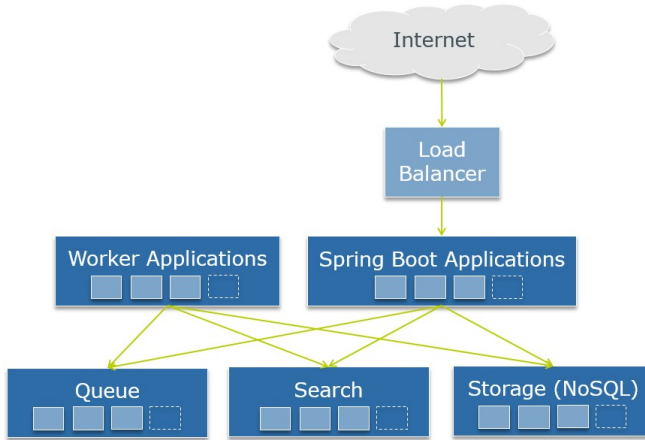 Internet
Load
Balancer
Worker Applications
Spring Boot Applications
Queue
Search
Storage (NoSQL)